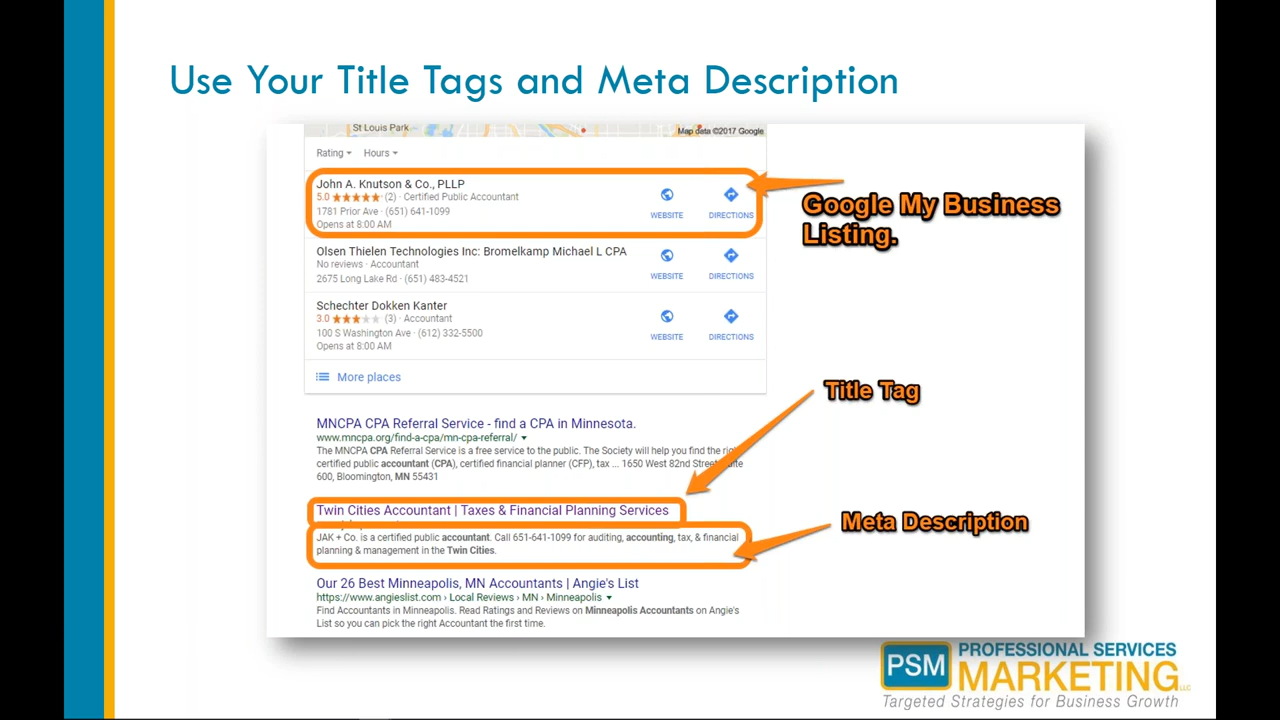 Use Your Title Tags and Meta Description
St Louis Park
Map data ©2017 Google
Rating
Hours
John A. Knutson & Co., PLLP
5.0 ★★★★★ (2) · Certified Public Accountant
1781 Prior Ave · (651) 641-1099
Opens at 8:00 AM
WEBSITE
DIRECTIONS
Google My Business
Listing.
Olsen Thielen Technologies Inc: Bromelkamp Michael L CPA
No reviews · Accountant
2675 Long Lake Rd · (651) 483-4521
WEBSITE
DIRECTIONS
Schechter Dokken Kanter
3.0 ★★★★★ (3) · Accountant
100 S Washington Ave · (612) 332-5500
Opens at 8:00 AM
WEBSITE
DIRECTIONS
More places
Title Tag
MNCPA CPA Referral Service - find a CPA in Minnesota.
www.mncpa.org/find-a-cpa/mn-cpa-referral/
The MNCPA CPA Referral Service is a free service to the public. The Society will help you find the
certified public accountant (CPA), certified financial planner (CFP), tax ... 1650 West 82nd Street
600, Bloomington, MN 55431
Twin Cities Accountant | Taxes & Financial Planning Services
JAK + Co. is a certified public accountant. Call 651-641-1099 for auditing, accounting, tax, & financial
planning & management in the Twin Cities.
Meta Description
Our 26 Best Minneapolis, MN Accountants | Angie's List
https://www.angieslist.com › Local Reviews › MN › Minneapolis
Find Accountants in Minneapolis. Read Ratings and Reviews on Minneapolis Accountants on Angie's
List so you can pick the right Accountant the first time.
PSM
PROFESSIONAL SERVICES
MARKETING LLC
Targeted Strategies for Business Growth